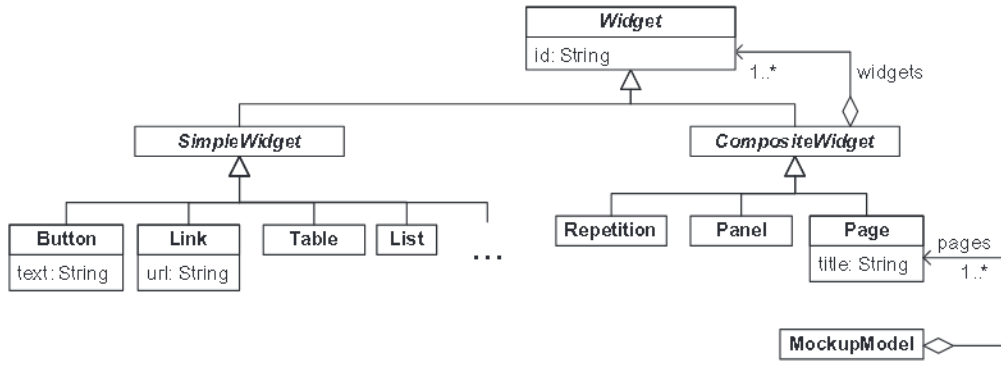 Widget
id: String
1..*
widgets
SimpleWidget
CompositeWidget
Button
text: String
Link
url: String
Table
List
...
Repetition
Panel
Page
title: String
pages
1..*
MockupModel